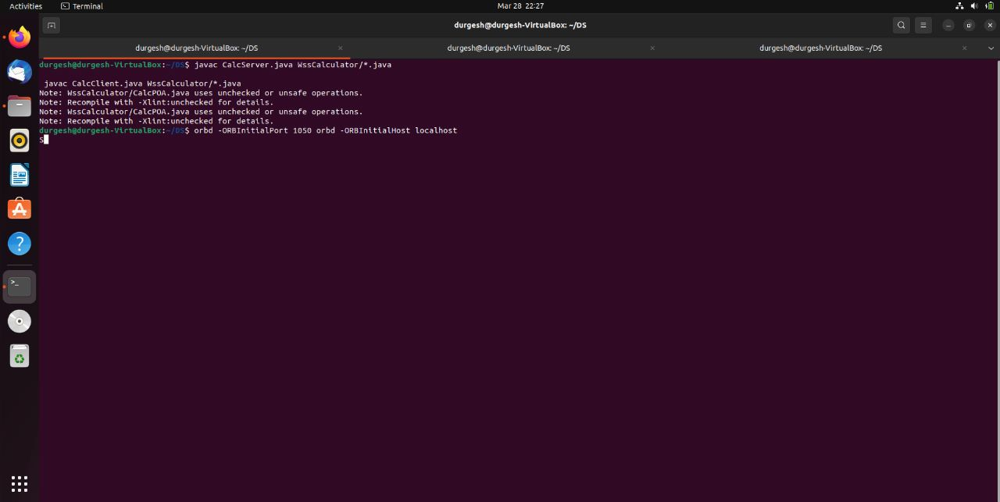 Activities
Terminal
Mar 28 22:27
durgesh@durgesh-VirtualBox: ~/DS
durgesh@durgesh-VirtualBox: ~/DS
durgesh@durgesh-VirtualBox: ~/DS
durgesh@durgesh-VirtualBox: ~/DS
durgesh@durgesh-VirtualBox:~/DS$ javac CalcServer.java WssCalculator/*.java
javac CalcClient.java WssCalculator/*.java
Note: WssCalculator/CalcPOA.java uses unchecked or unsafe operations.
Note: Recompile with -Xlint:unchecked for details.
Note: WssCalculator/CalcPOA.java uses unchecked or unsafe operations.
Note: Recompile with -Xlint:unchecked for details.
durgesh@durgesh-VirtualBox:~/DS$ orbd -ORBInitialPort 1050 orbd -ORBInitialHost localhost
S